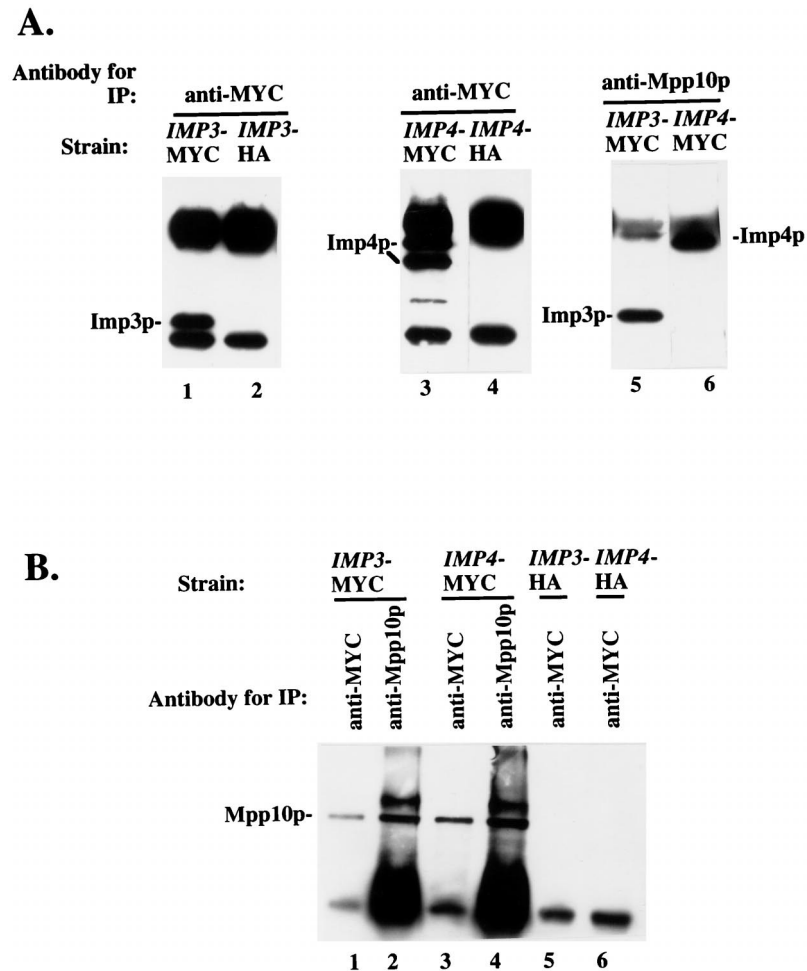 A.
Antibody for
IP:
anti-MYC
anti-MYC
anti-Mpp10p
Strain:
IMP3- IMP3-
MYC HA
IMP4- IMP4-
MYC HA
IMP3- IMP4-
MYC MYC
Imp4p-
-Imp4p
Imp3p-
Imp3p-
1 2
3 4
5 6
B.
Strain:
IMP3-
MYC
IMP4-
MYC
IMP3-
HA
IMP4-
HA
Antibody for IP:
anti-MYC
anti-Mpp10p
anti-MYC
anti-Mpp10p
anti-MYC
anti-MYC
Mpp10p-
1 2 3 4 5 6